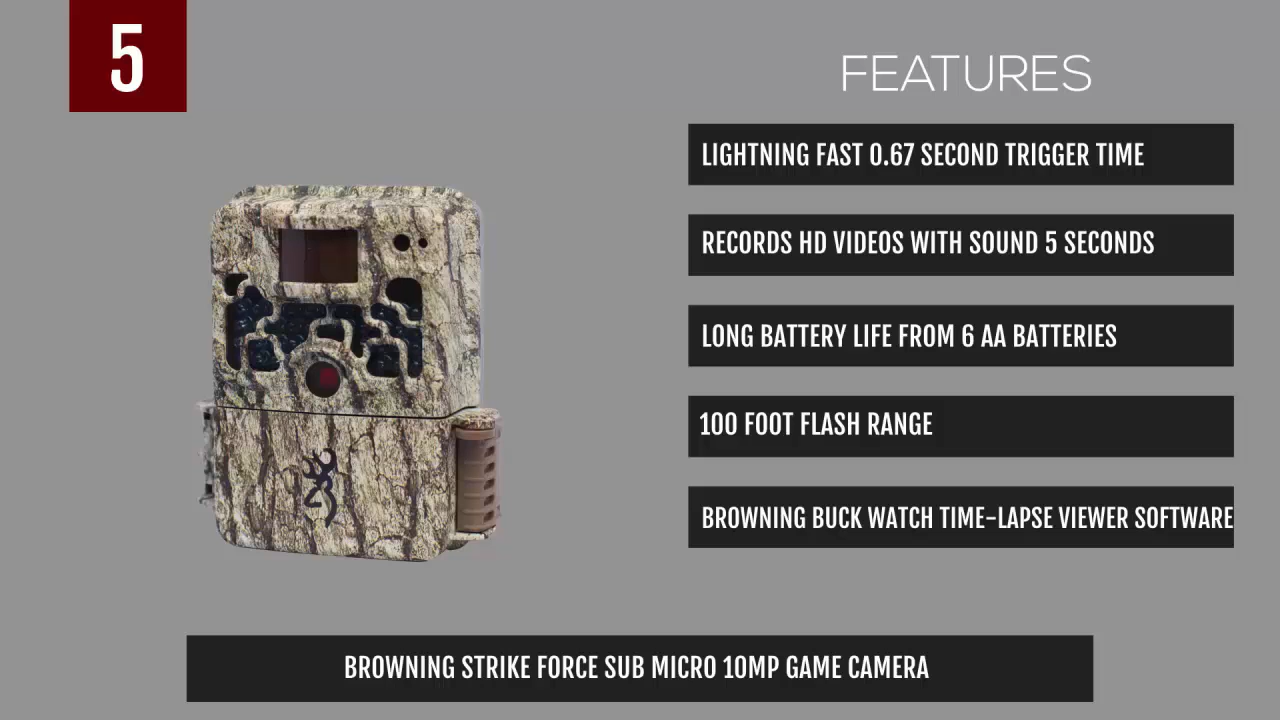 5
FEATURES
LIGHTNING FAST 0.67 SECOND TRIGGER TIME
RECORDS HD VIDEOS WITH SOUND 5 SECONDS
LONG BATTERY LIFE FROM 6 AA BATTERIES
100 FOOT FLASH RANGE
BROWNING BUCK WATCH TIME-LAPSE VIEWER SOFTWARE
BROWNING STRIKE FORCE SUB MICRO 10MP GAME CAMERA